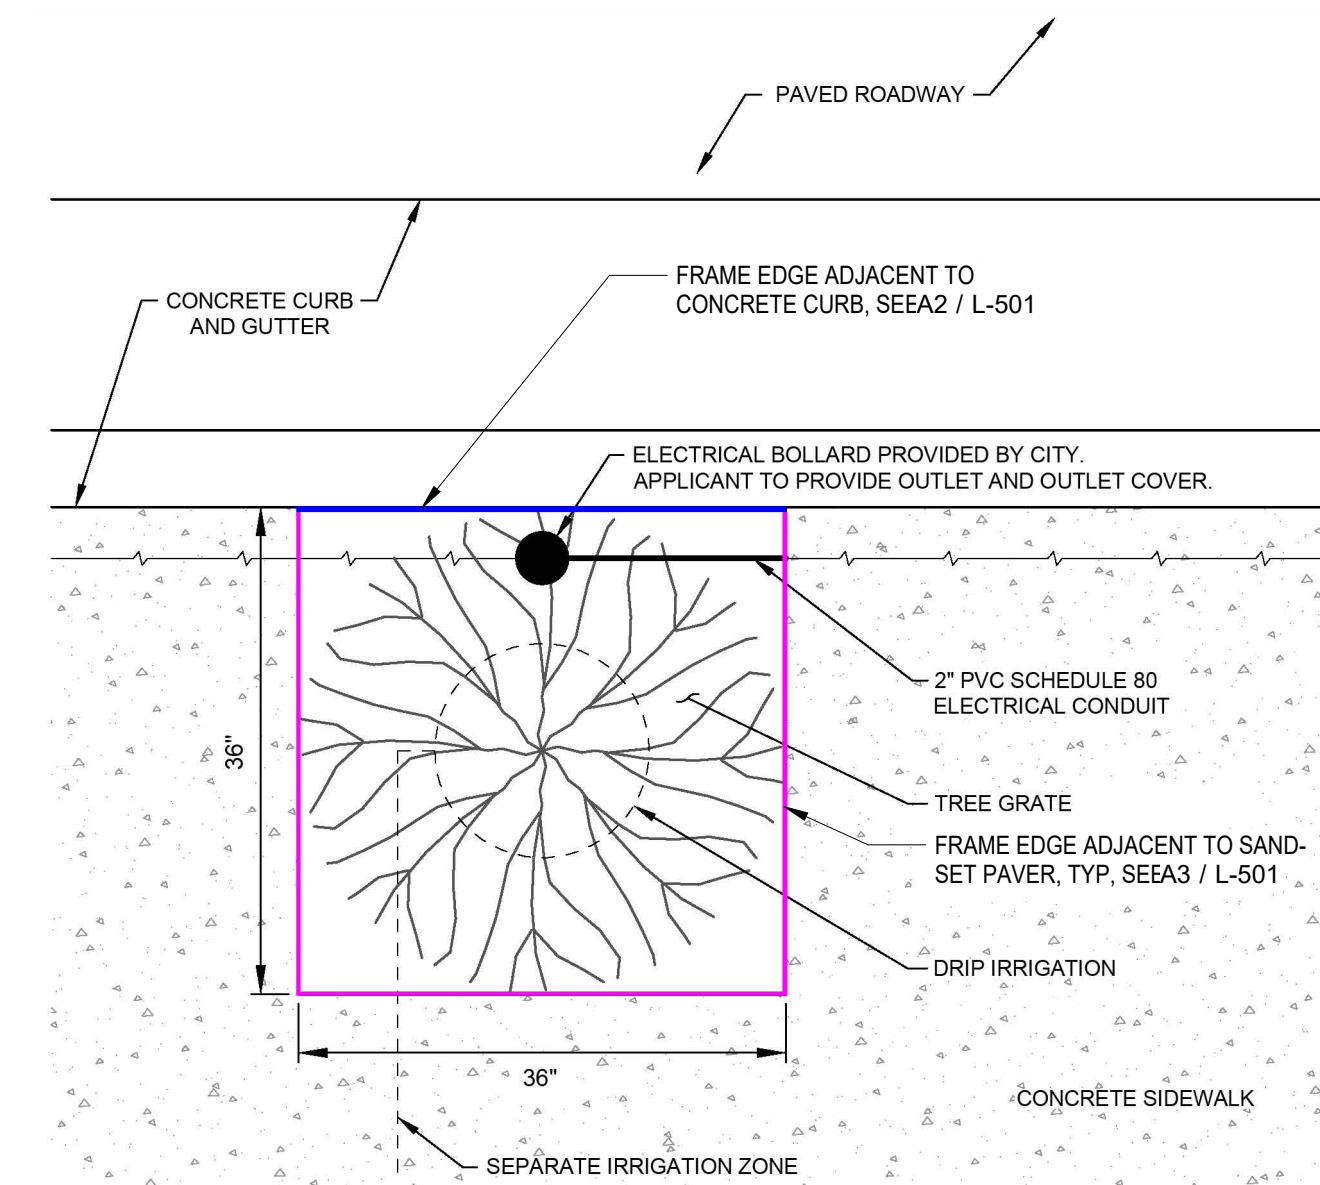 PAVED ROADWAY
FRAME EDGE ADJACENT TO
CONCRETE CURB, SEEA2 / L-501
CONCRETE CURB
AND GUTTER
ELECTRICAL BOLLARD PROVIDED BY CITY.
APPLICANT TO PROVIDE OUTLET AND OUTLET COVER.
2" PVC SCHEDULE 80
ELECTRICAL CONDUIT
36"
TREE GRATE
FRAME EDGE ADJACENT TO SAND-
SET PAVER, TYP, SEEA3 / L-501
DRIP IRRIGATION
36"
CONCRETE SIDEWALK
SEPARATE IRRIGATION ZONE